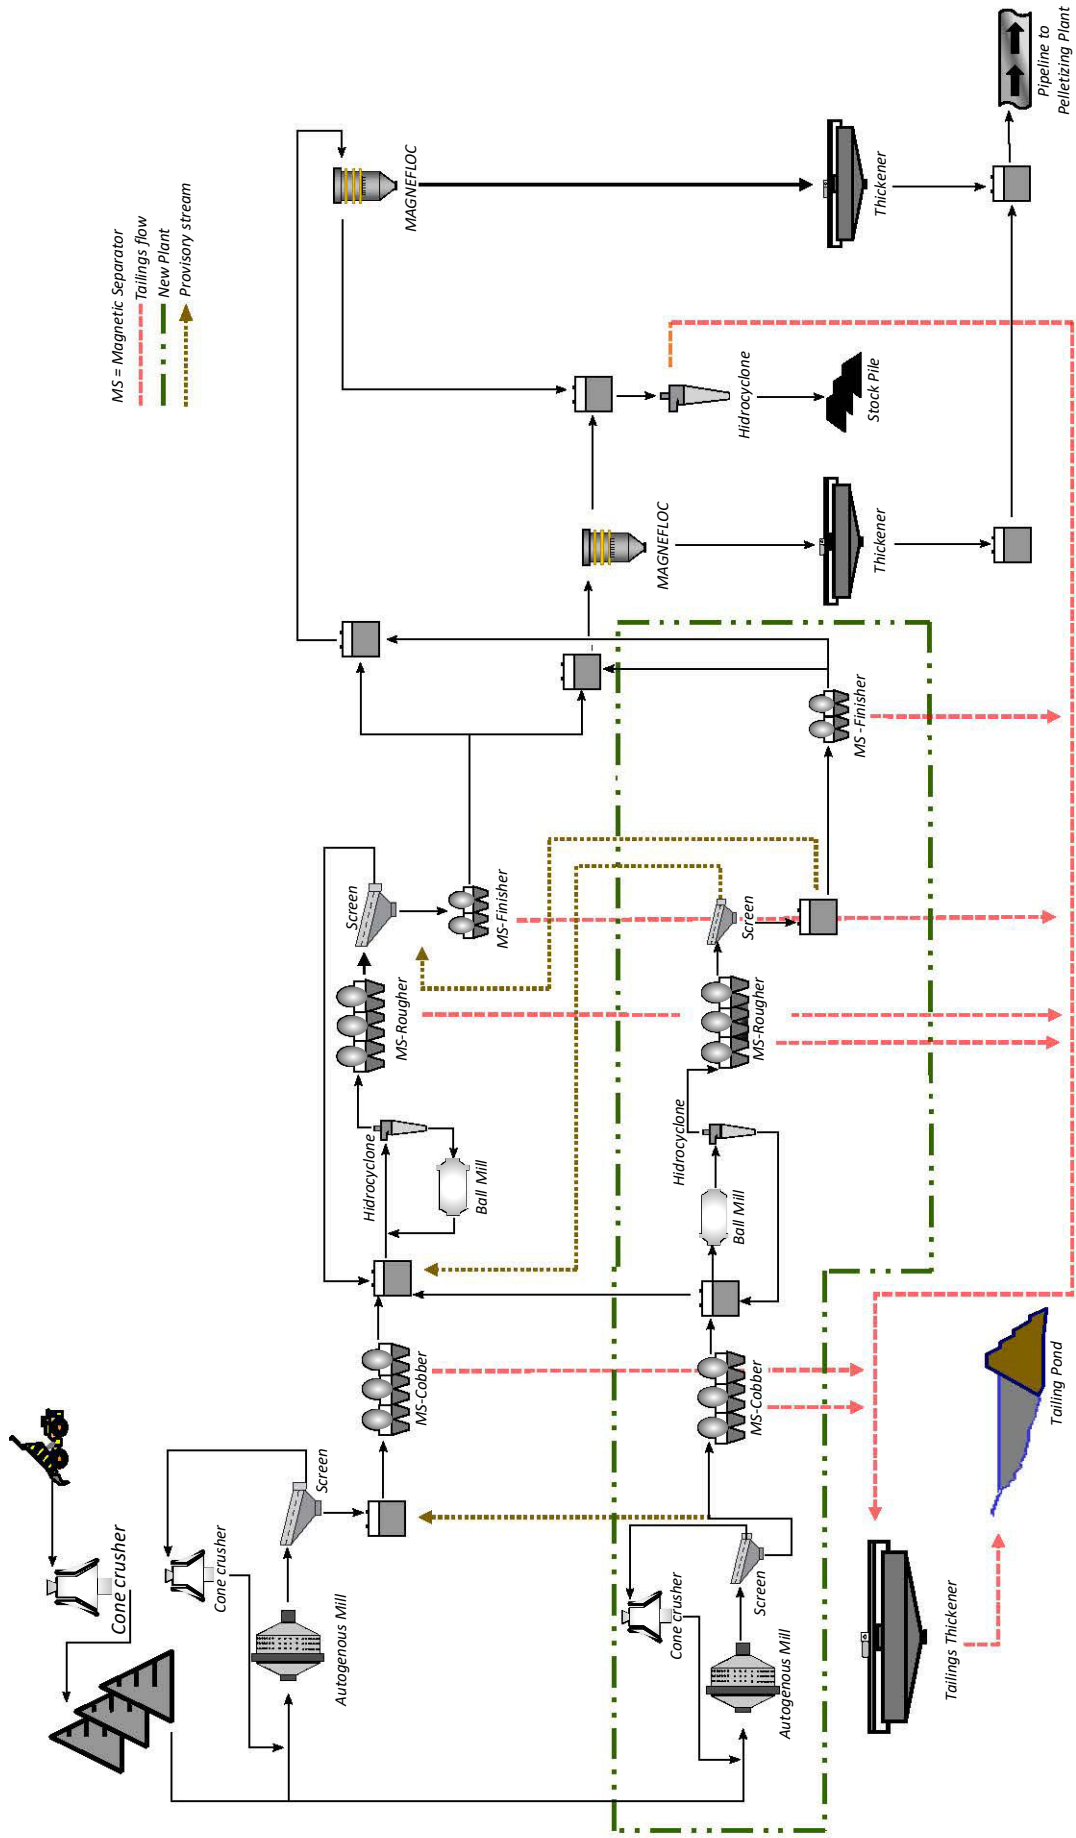 MS = Magnetic Separator
Tailings flow
New Plant
Provisory stream
Cone crusher
Cone crusher
Autogenous Mill
Screen
MS-Cobber
Hidrocyclone
Ball Mill
MS-Rougher
Screen
MS-Finisher
MAGNEFLOC
Cone crusher
Autogenous Mill
Screen
MS-Cobber
Ball Mill
Hidrocyclone
MS-Rougher
Screen
MS -Finisher
MAGNEFLOC
Hidrocyclone
Stock Pile
Thickener
Thickener
Pipeline to
Pelletizing Plant
Tailings Thickener
Tailing Pond